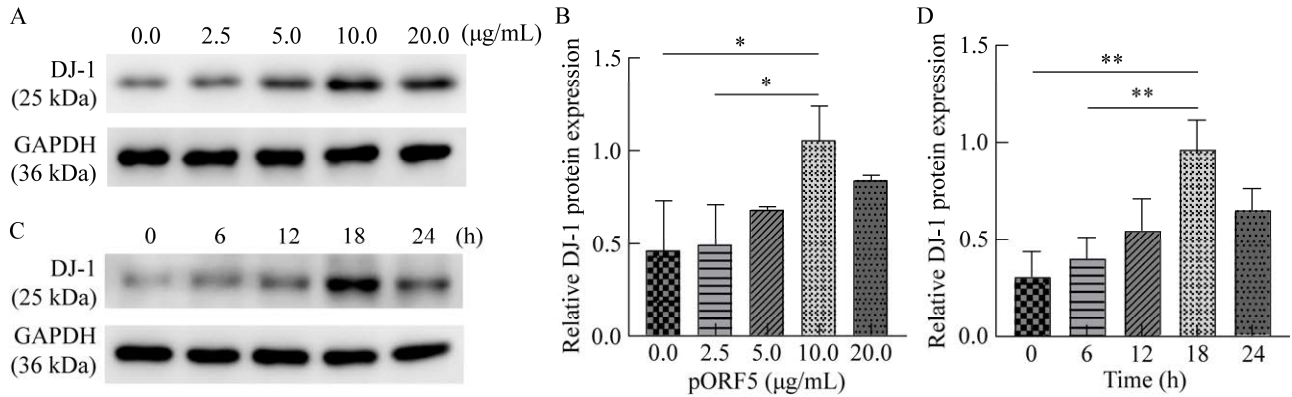 A
0.0 2.5 5.0 10.0 20.0 (μg/mL)
DJ-1
(25 kDa)
GAPDH
(36 kDa)
C
0 6 12 18 24 (h)
DJ-1
(25 kDa)
GAPDH
(36 kDa)
B
Relative DJ-1 protein expression
1.5
1.0
0.5
0.0
*
*
0.0 2.5 5.0 10.0 20.0
pORF5 (μg/mL)
D
Relative DJ-1 protein expression
1.5
1.0
0.5
0.0
**
**
0 6 12 18 24
Time (h)